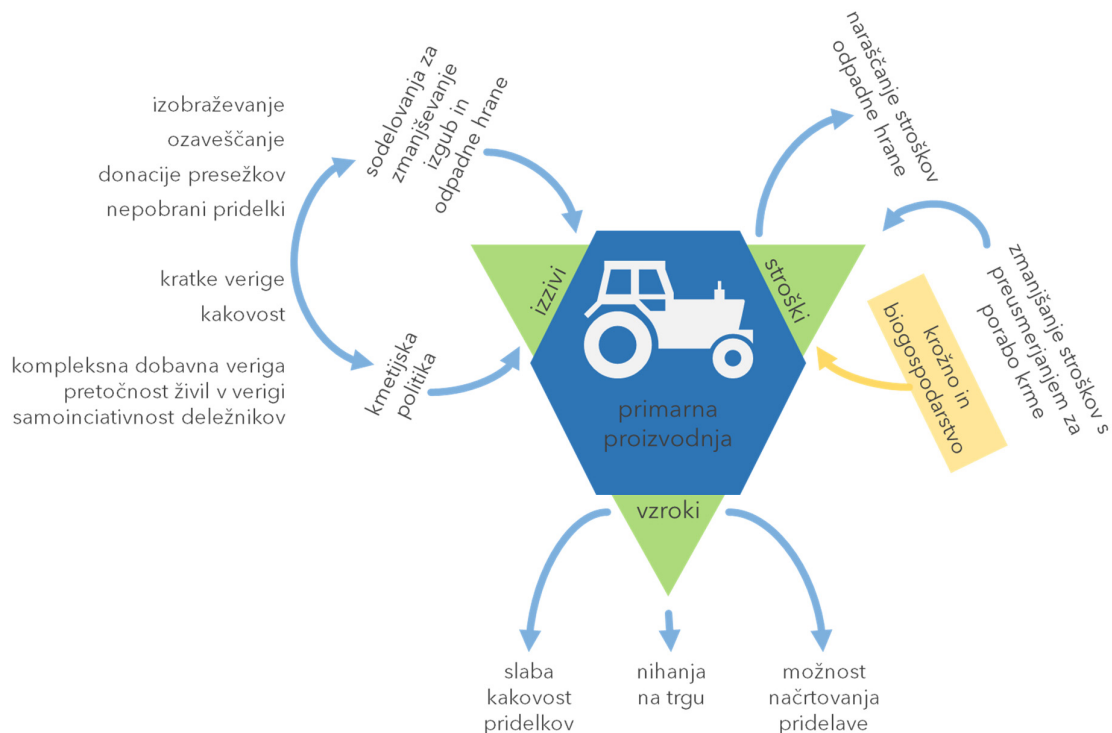 izobraževanje
ozaveščanje
donacije presežkov
nepobrani pridelki
kratke verige
kakovost
kompleksna dobavna veriga
pretočnost živil v verigi
samoinciativnost deležnikov
sodelovanja za
zmanjševanje
izgub in
odpadne hrane
kmetijska
politika
izzivi
primarna
proizvodnja
stroški
naraščanje stroškov
odpadne hrane
zmanjšanje stroškov s
preusmerjanjem za
porabo krme
krožno in
biogospodarstvo
vzroki
slaba
kakovost
pridelkov
nihanja
na trgu
možnost
načrtovanja
pridelave